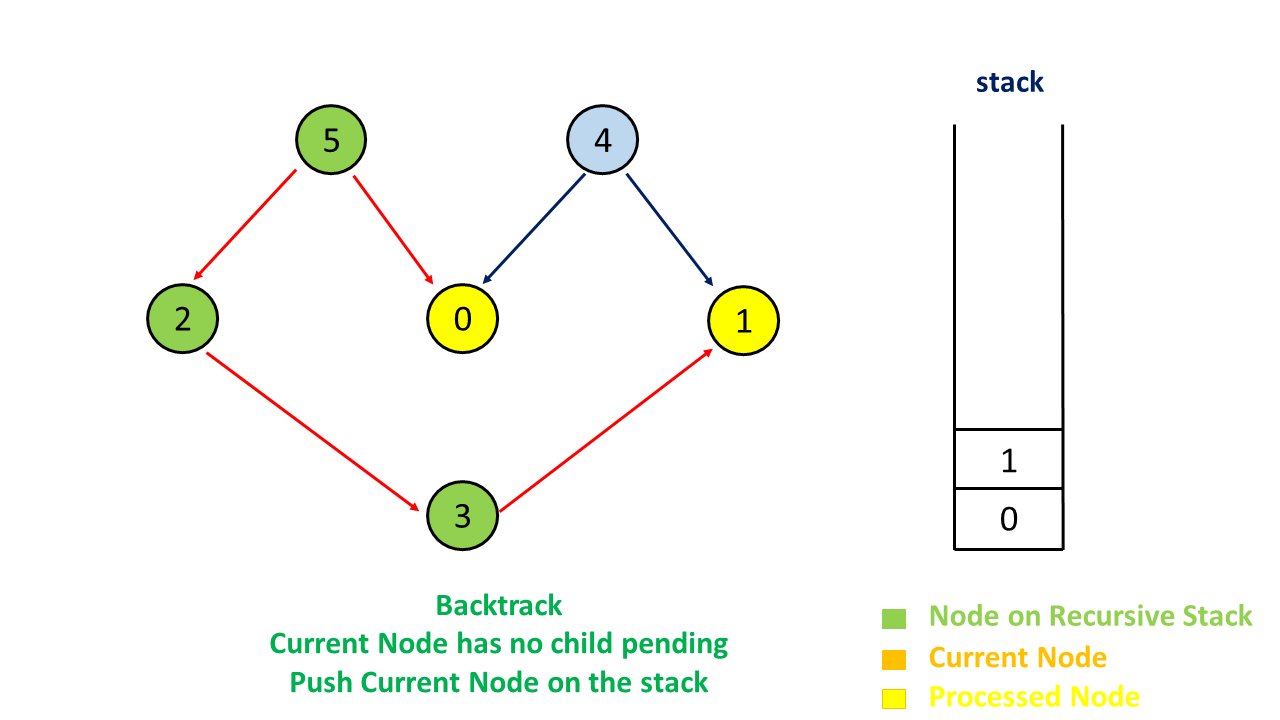 stack
5
4
2
0
1
1
0
3
Backtrack
Current Node has no child pending
Push Current Node on the stack
Node on Recursive Stack
Current Node
Processed Node